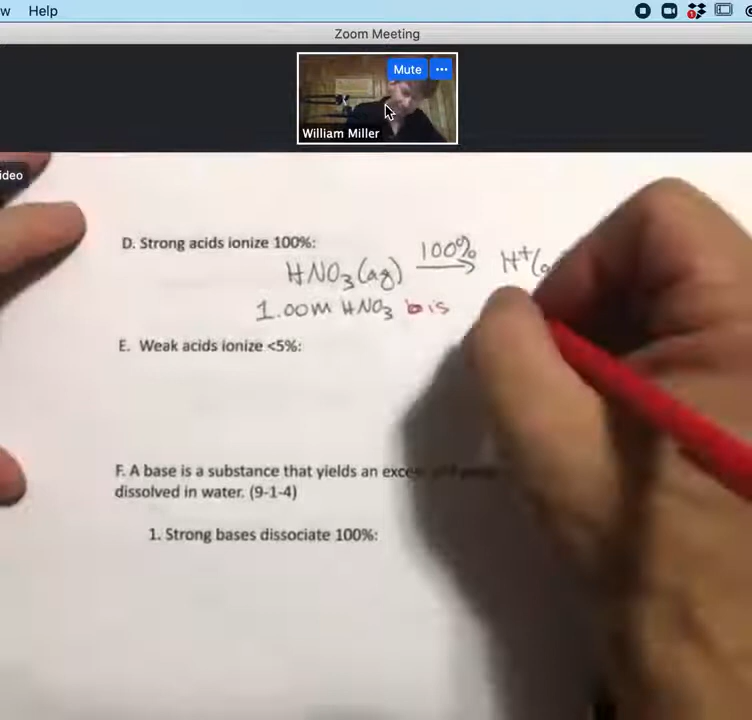 w Help
Zoom Meeting
Mute ...
William Miller
ideo
D. Strong acids ionize 100%:
HNO₃(aq) 100% → H⁺(a
1.00M HNO₃ is
E. Weak acids ionize <5%:
F. A base is a substance that yields an
dissolved in water. (9-1-4)
1. Strong bases dissociate 100%: